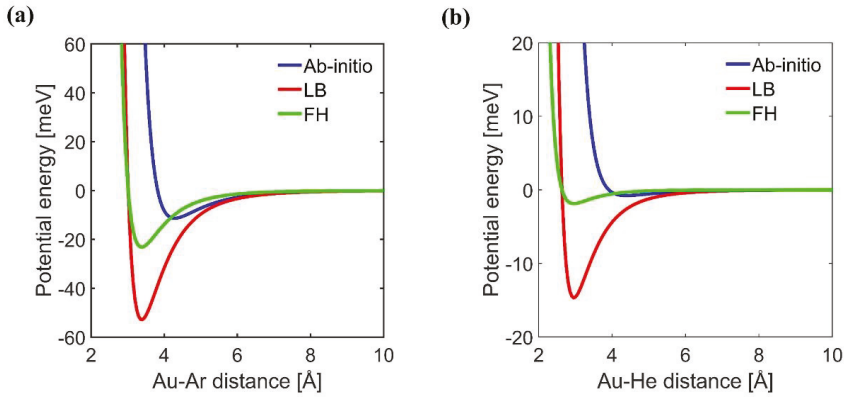 (a)
60
40
20
0
-20
-40
-60
Potential energy [meV]
Ab-initio
LB
FH
2
4
6
8
10
Au-Ar distance [Å]
(b)
20
10
0
-10
-20
Potential energy [meV]
Ab-initio
LB
FH
2
4
6
8
10
Au-He distance [Å]